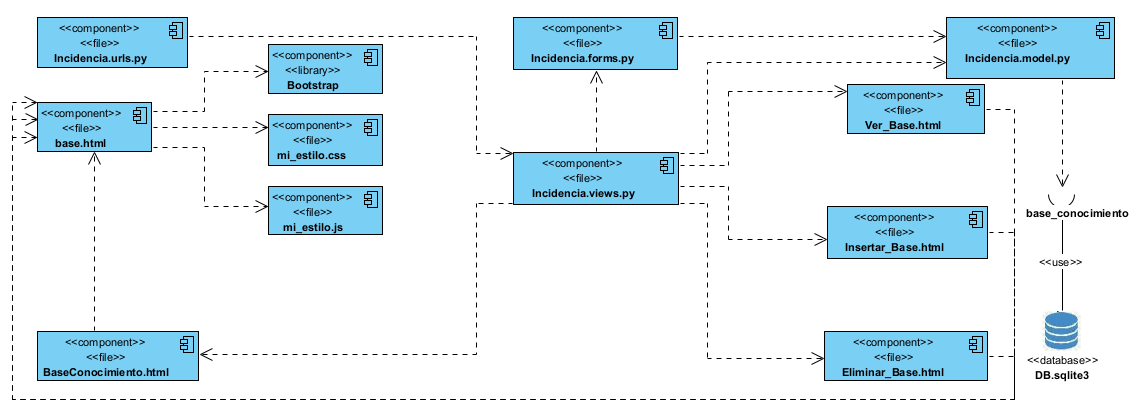 <<component>>
<<file>>
Incidencia.urls.py
<<component>>
<<library>>
Bootstrap
<<component>>
<<file>>
Incidencia.forms.py
<<component>>
<<file>>
Incidencia.model.py
<<component>>
<<file>>
base.html
<<component>>
<<file>>
mi_estilo.css
<<component>>
<<file>>
Ver_Base.html
<<component>>
<<file>>
Incidencia.views.py
<<component>>
<<file>>
mi_estilo.js
<<component>>
<<file>>
Insertar_Base.html
base_conocimiento
<<use>>
<<component>>
<<file>>
BaseConocimiento.html
<<component>>
<<file>>
Eliminar_Base.html
<<database>>
DB.sqlite3